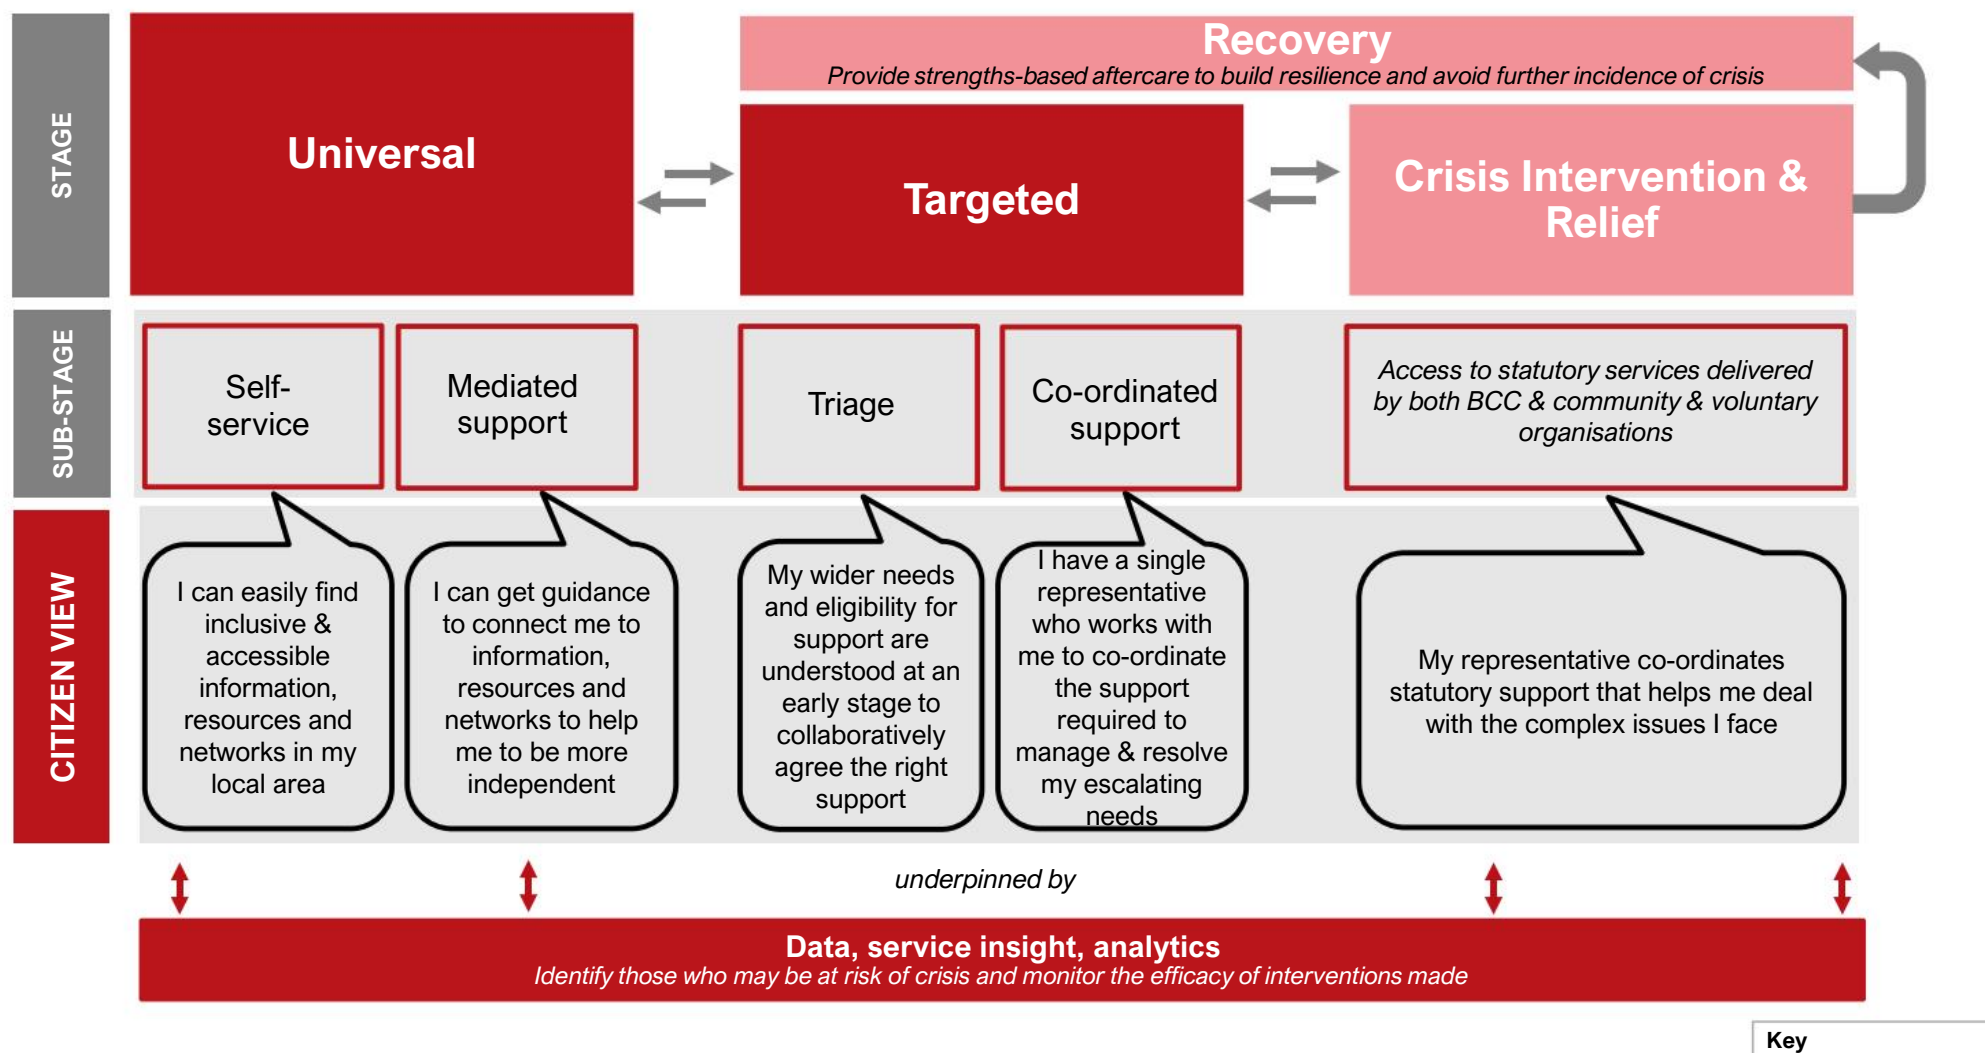 STAGE
Universal
Recovery
Provide strengths-based aftercare to build resilience and avoid further incidence of crisis
Targeted
Crisis Intervention &
Relief
SUB-STAGE
Self-
service
Mediated
support
Triage
Co-ordinated
support
Access to statutory services delivered
by both BCC & community & voluntary
organisations
CITIZEN VIEW
I can easily find
inclusive &
accessible
information,
resources and
networks in my
local area
I can get guidance
to connect me to
information,
resources and
networks to help
me to be more
independent
My wider needs
and eligibility for
support are
understood at an
early stage to
collaboratively
agree the right
support
I have a single
representative
who works with
me to co-ordinate
the support
required to
manage & resolve
my escalating
needs
My representative co-ordinates
statutory support that helps me deal
with the complex issues I face
underpinned by
Data, service insight, analytics
Identify those who may be at risk of crisis and monitor the efficacy of interventions made
Key